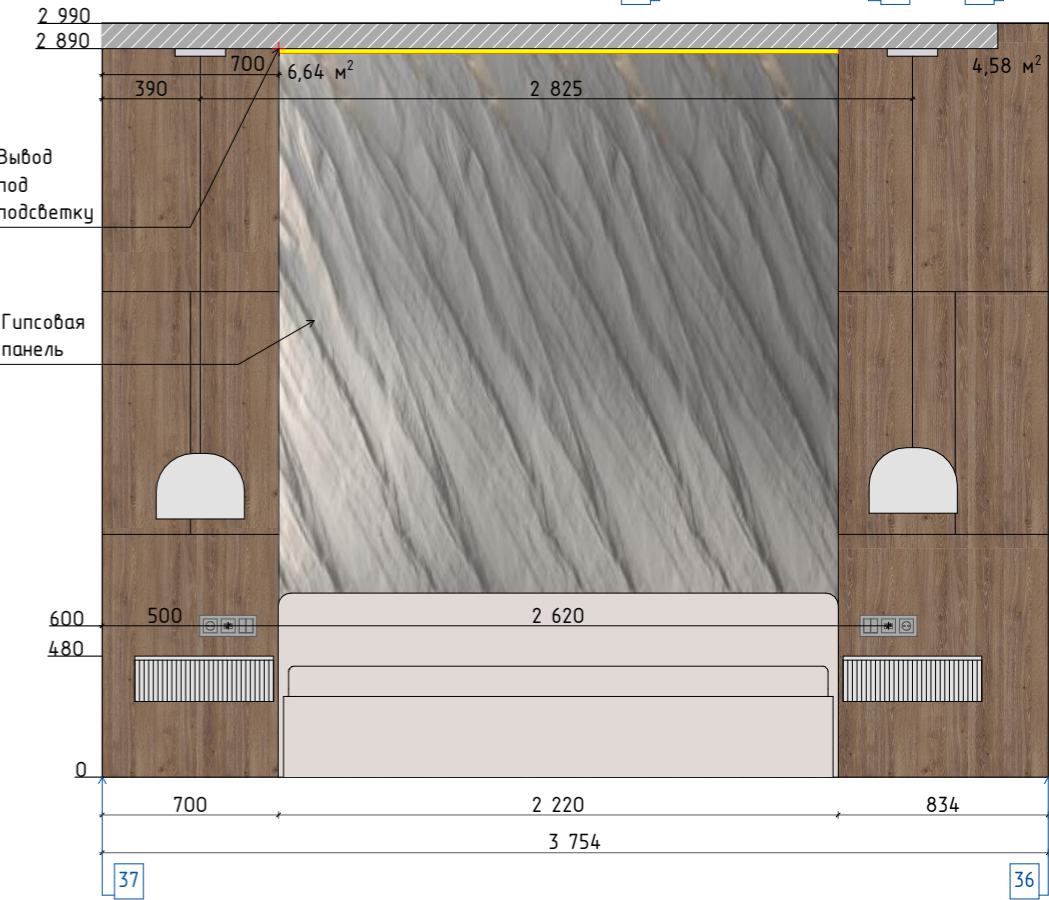 2 990
2 890
700
6,64 м²
4,58 м²
390
2 825
Вывод
под
подсветку
Гипсовая
панель
600
500
2 620
480
0
700
2 220
834
3 754
37
36